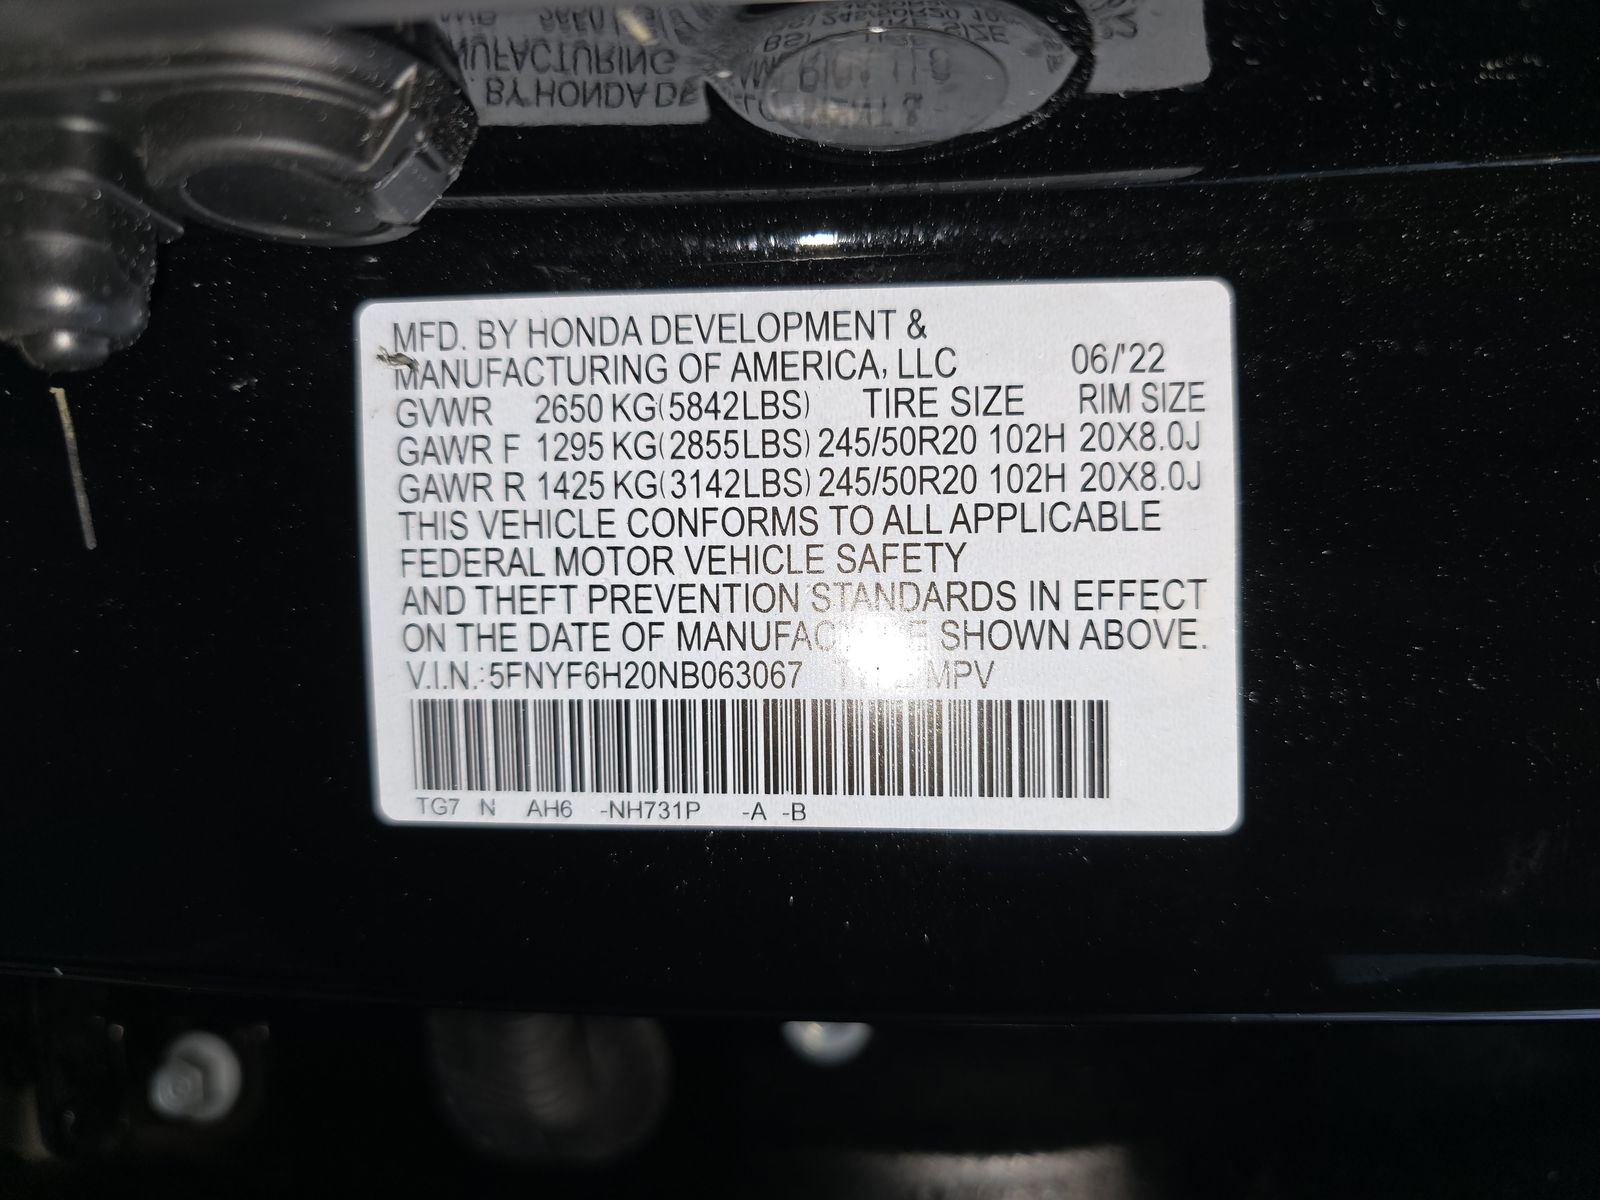 MFD. BY HONDA DEVELOPMENT &
MANUFACTURING OF AMERICA, LLC 06/'22
GVWR 2650 KG(5842LBS) TIRE SIZE RIM SIZE
GAWR F 1295 KG(2855LBS) 245/50R20 102H 20X8.0J
GAWR R 1425 KG(3142LBS) 245/50R20 102H 20X8.0J
THIS VEHICLE CONFORMS TO ALL APPLICABLE
FEDERAL MOTOR VEHICLE SAFETY
AND THEFT PREVENTION STANDARDS IN EFFECT
ON THE DATE OF MANUFACTURE SHOWN ABOVE.
V.I.N.: 5FNYF6H20NB063067 TYPE: MPV
TG7 N AH6 -NH731P -A -B